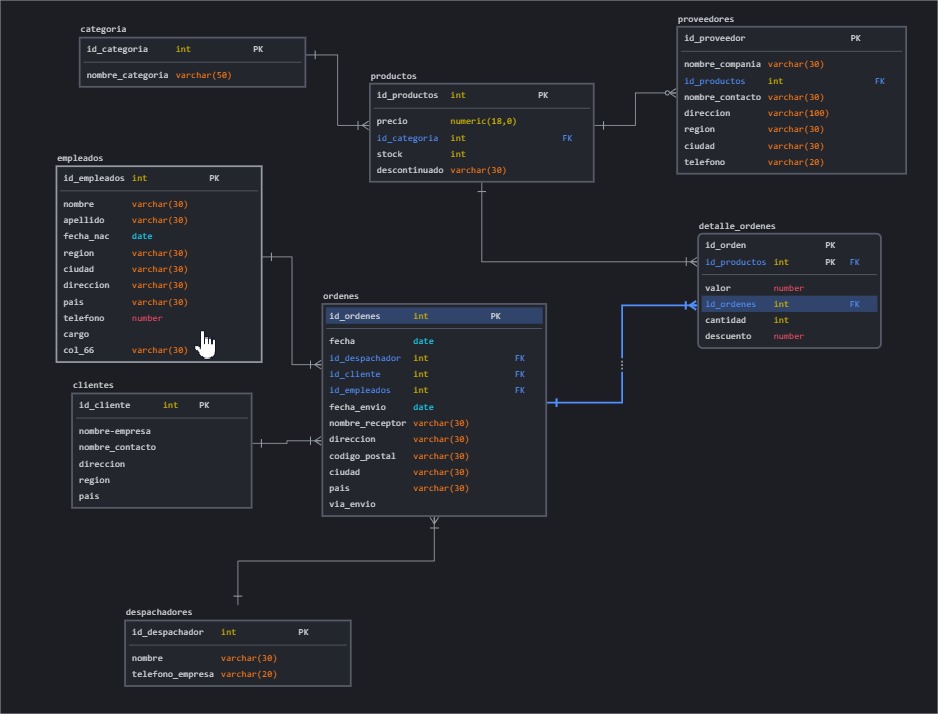 categoria
id_categoria int PK
nombre_categoria varchar(50)
productos
id_productos int PK
precio numeric(18,0)
id_categoria int FK
stock int
descontinuado varchar(30)
proveedores
id_proveedor PK
nombre_compania varchar(30)
id_productos int FK
nombre_contacto varchar(30)
direccion varchar(100)
region varchar(30)
ciudad varchar(30)
telefono varchar(20)
empleados
id_empleados int PK
nombre varchar(30)
apellido varchar(30)
fecha_nac date
region varchar(30)
ciudad varchar(30)
direccion varchar(30)
pais varchar(30)
telefono number
cargo
col_66 varchar(30)
detalle_ordenes
id_orden PK
id_productos int PK FK
valor number
id_ordenes int FK
cantidad int
descuento number
ordenes
id_ordenes int PK
fecha date
id_despachador int FK
id_cliente int FK
id_empleados int FK
fecha_envio date
nombre_receptor varchar(30)
direccion varchar(30)
codigo_postal varchar(30)
ciudad varchar(30)
pais varchar(30)
via_envio
clientes
id_cliente int PK
nombre-empresa
nombre_contacto
direccion
region
pais
despachadores
id_despachador int PK
nombre varchar(30)
telefono_empresa varchar(20)